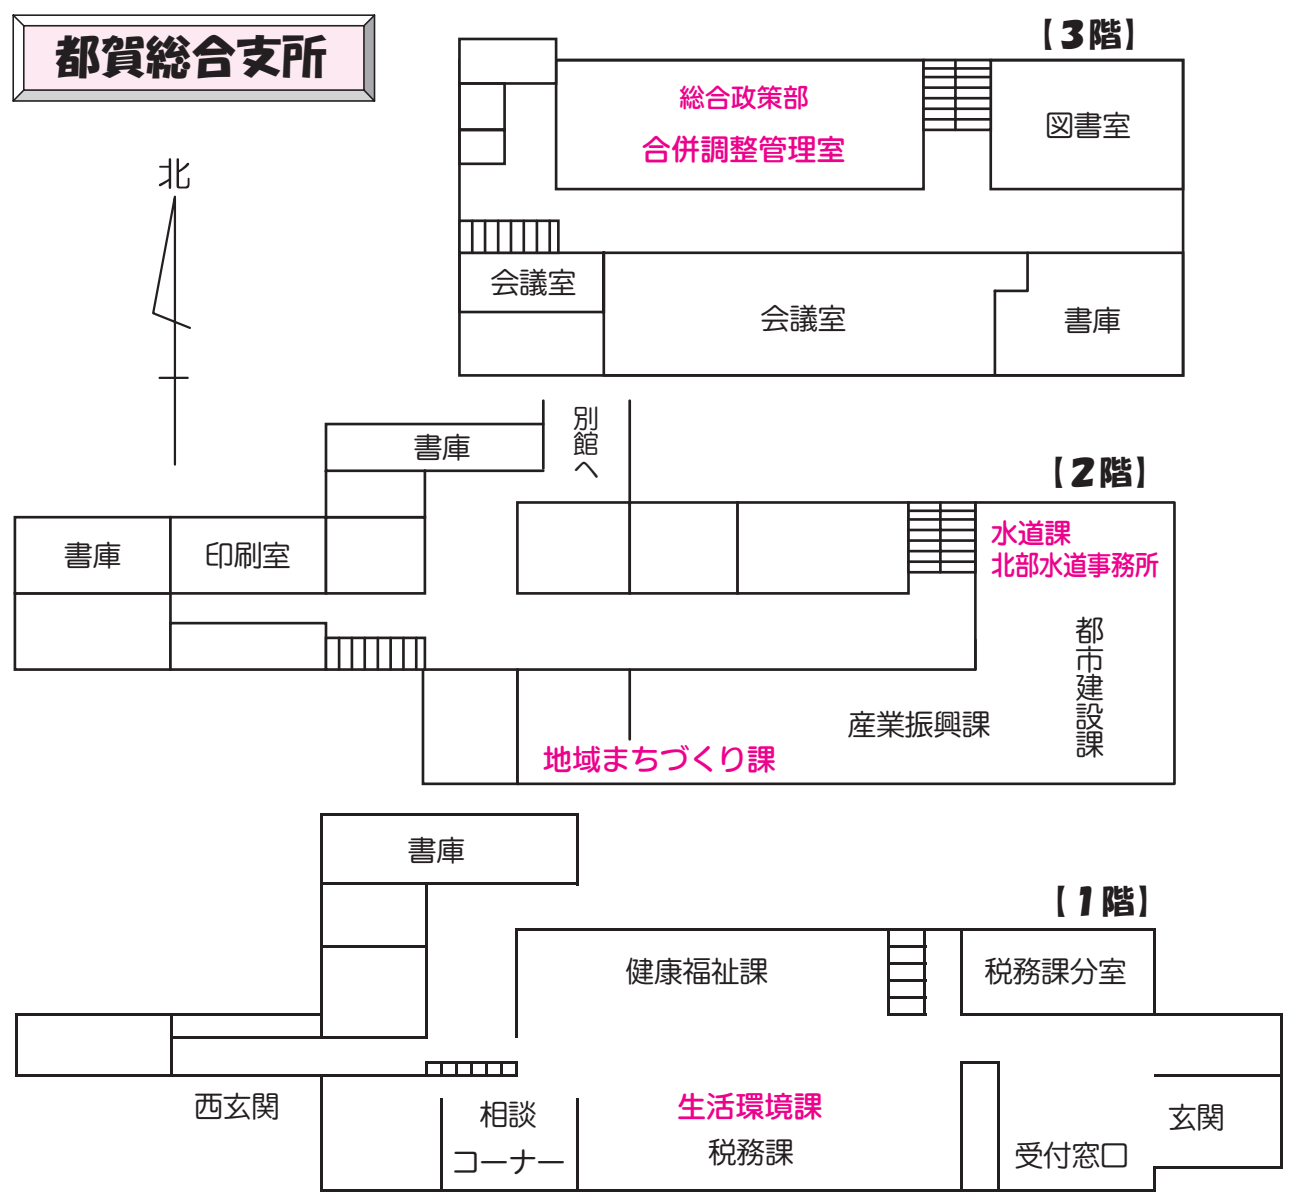 都賀総合支所
北
【3階】
総合政策部
合併調整管理室
図書室
会議室
会議室
書庫
【2階】
書庫
別館へ
書庫
印刷室
水道課
北部水道事務所
都市建設課
産業振興課
地域まちづくり課
【1階】
書庫
健康福祉課
税務課分室
西玄関
相談
コーナー
生活環境課
税務課
受付窓口
玄関